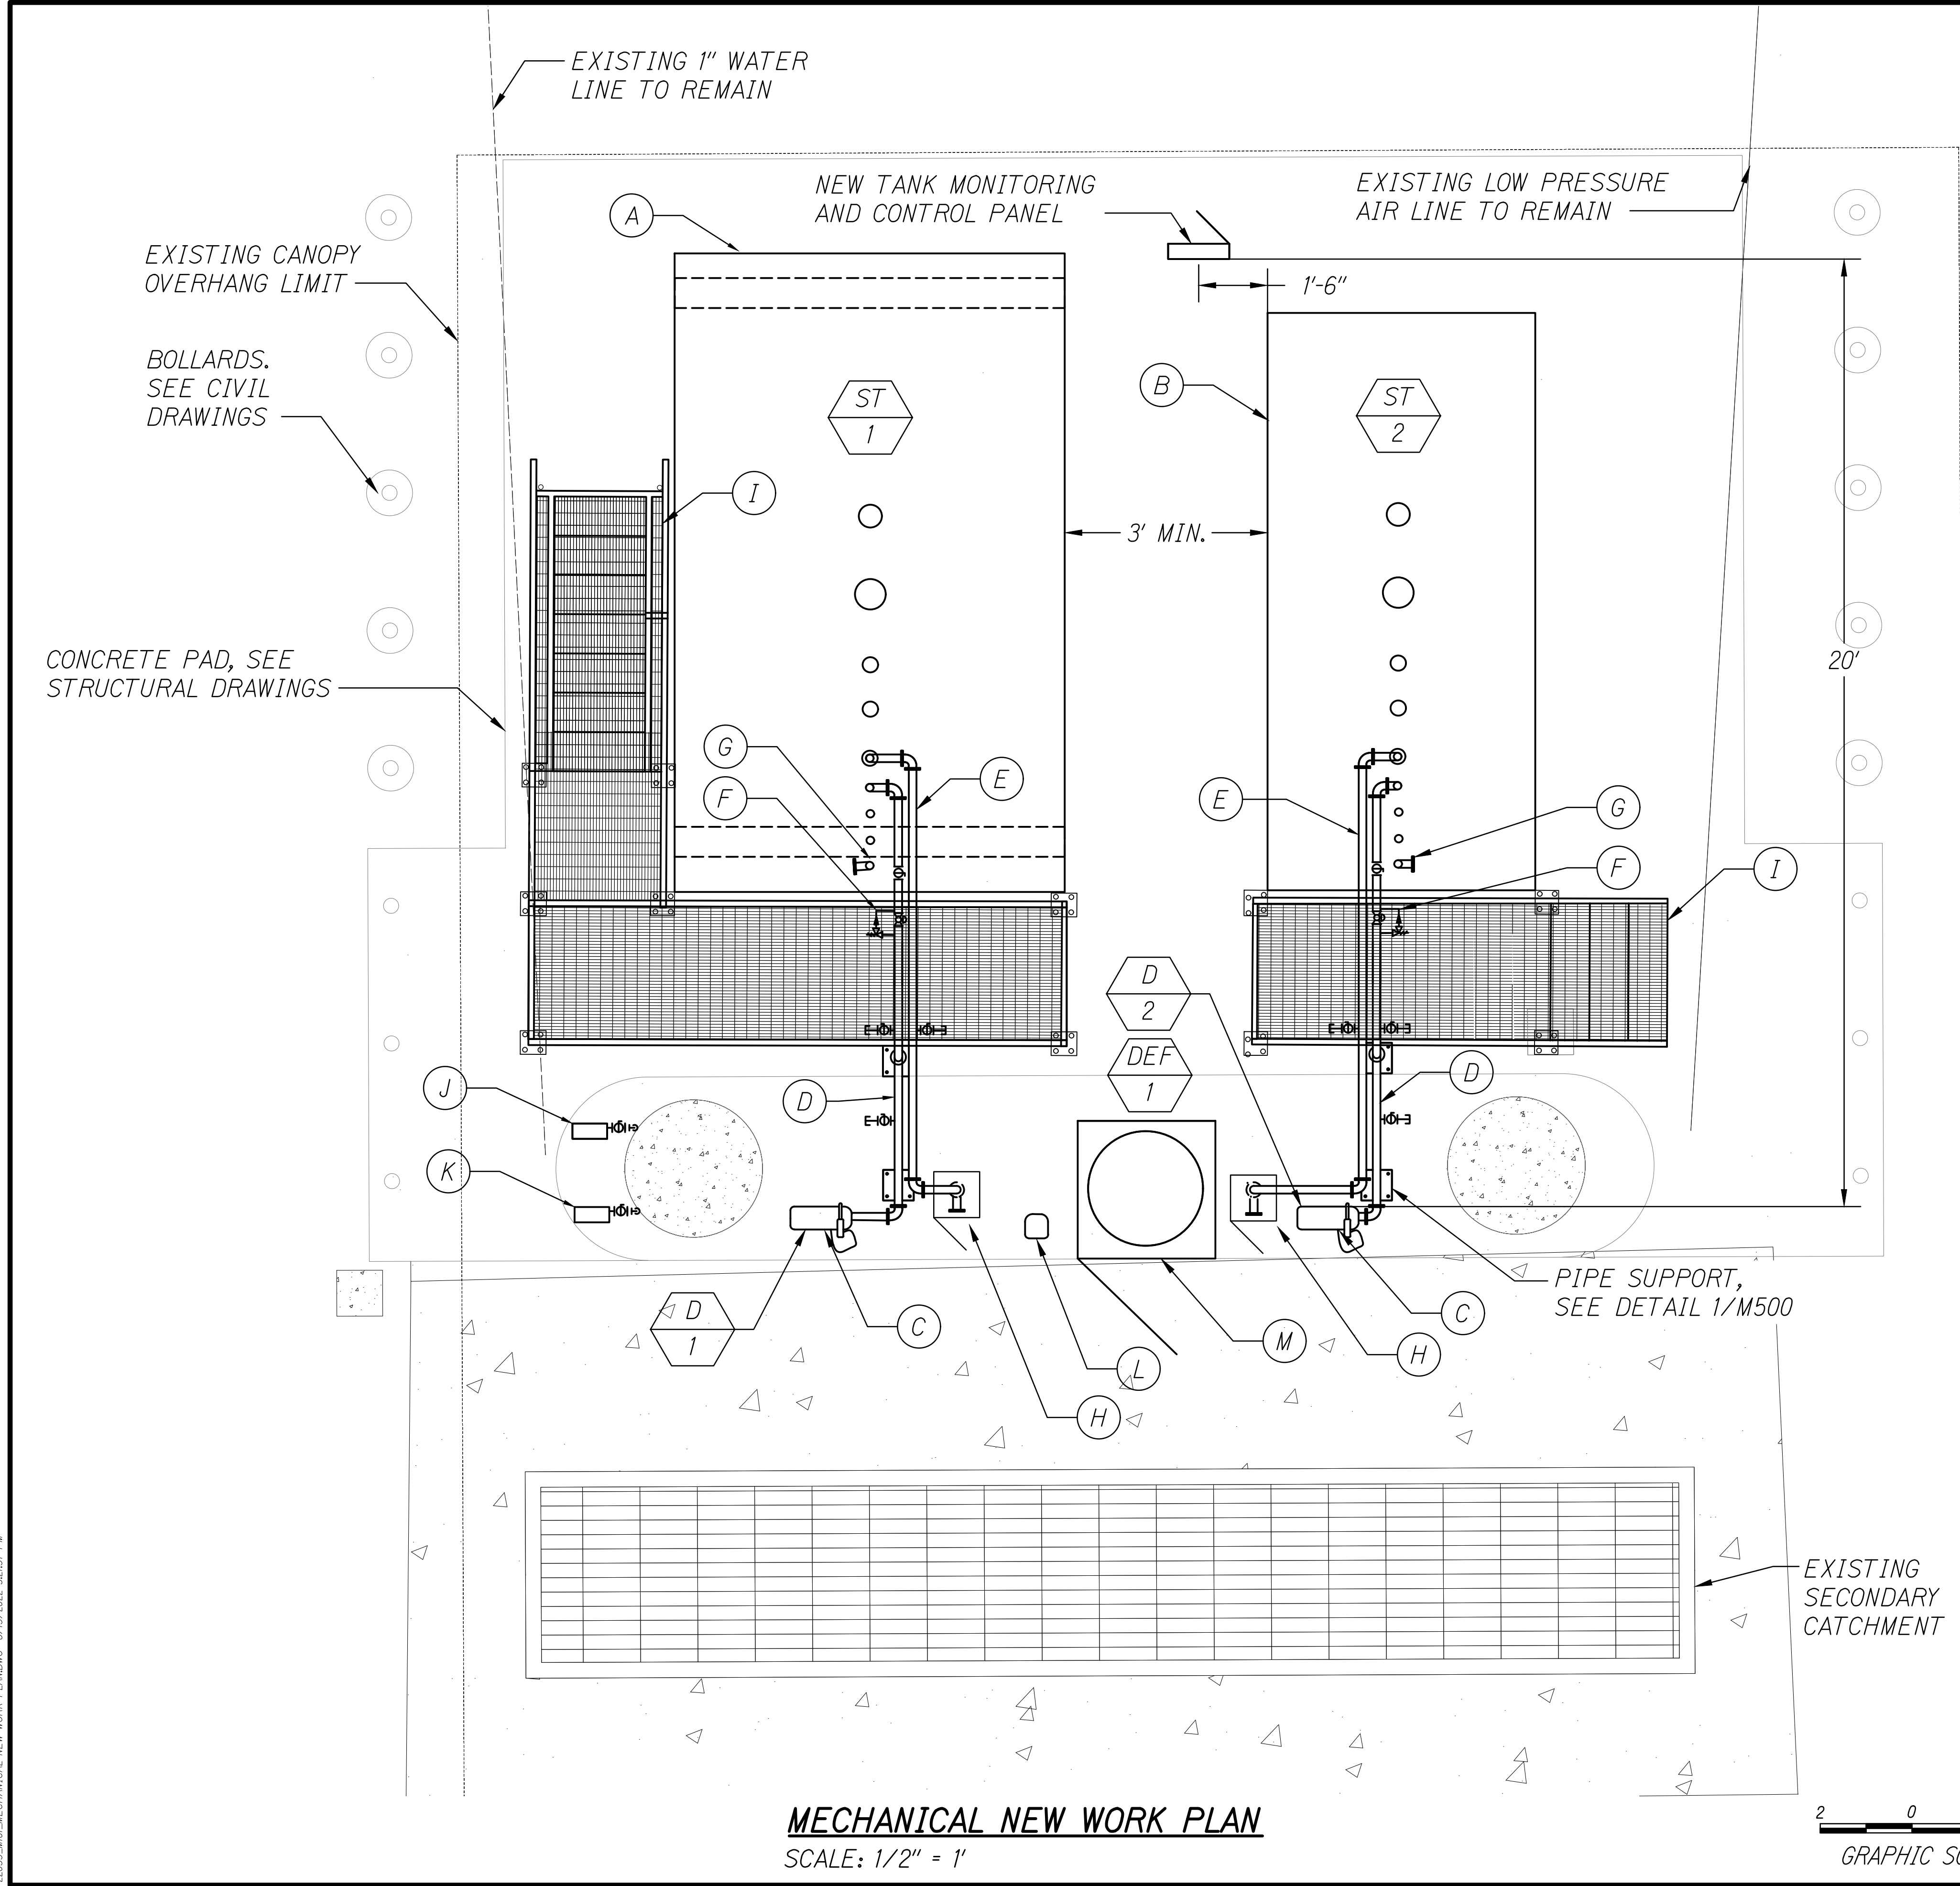 EXISTING 1" WATER
LINE TO REMAIN
NEW TANK MONITORING
AND CONTROL PANEL
EXISTING LOW PRESSURE
AIR LINE TO REMAIN
A
EXISTING CANOPY
OVERHANG LIMIT
1'-6"
BOLLARDS.
SEE CIVIL
DRAWINGS
B
ST
1
ST
2
I
3' MIN.
CONCRETE PAD, SEE
STRUCTURAL DRAWINGS
20'
G
E
F
E
G
F
I
D
2
DEF
1
J
D
D
K
PIPE SUPPORT,
SEE DETAIL 1/M500
D
1
C
C
M
H
L
H
EXISTING
SECONDARY
CATCHMENT
MECHANICAL NEW WORK PLAN
SCALE: 1/2" = 1'
2 0
GRAPHIC